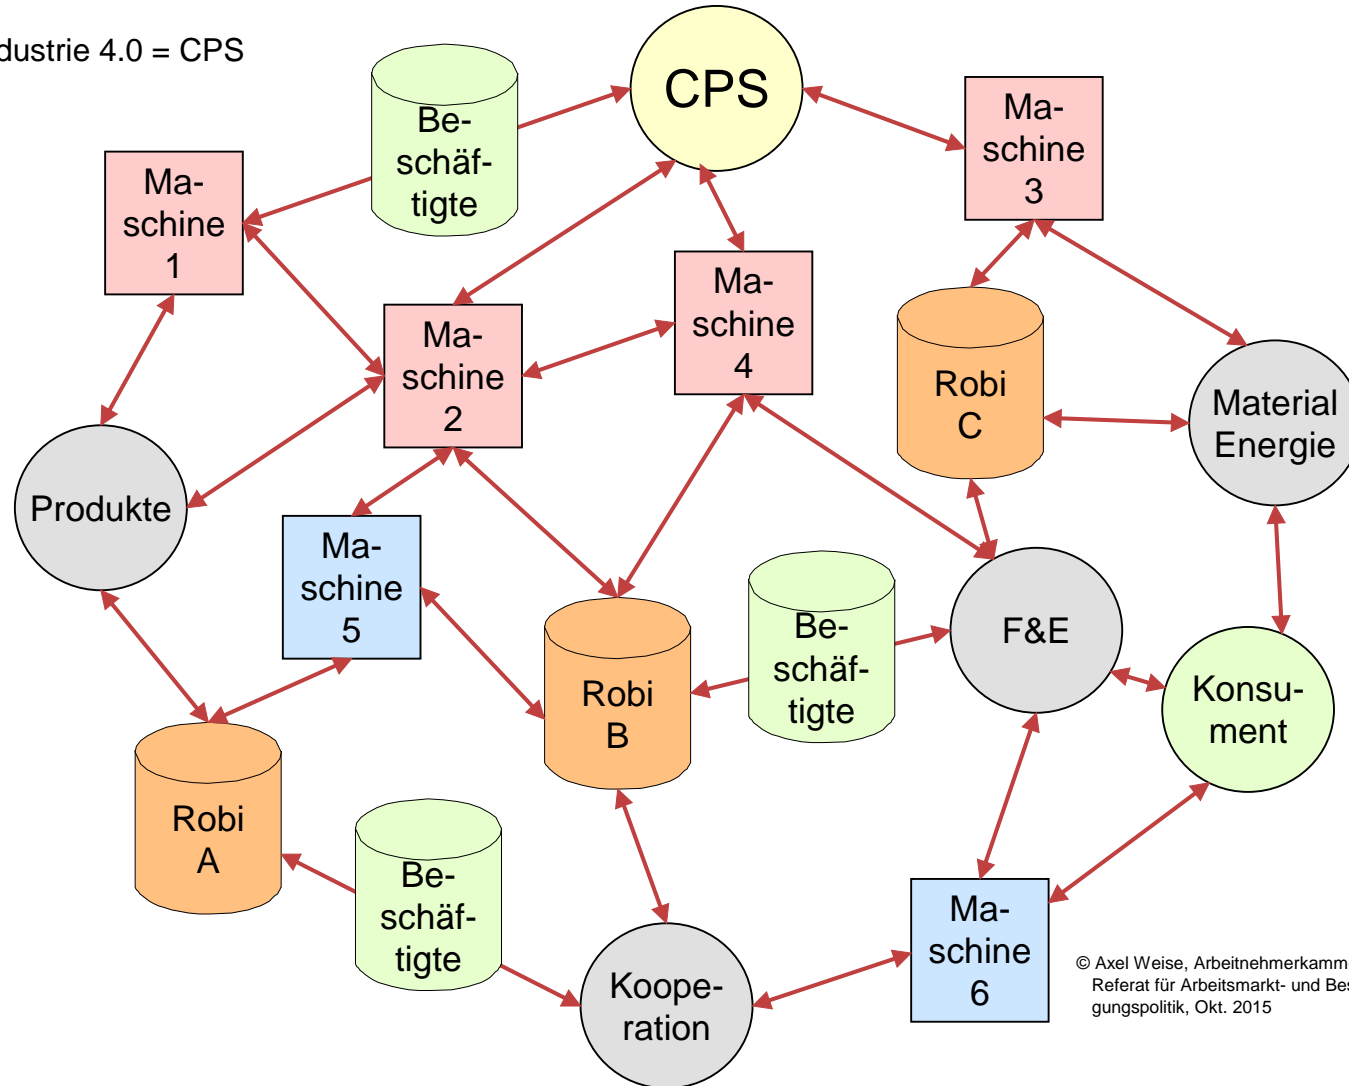 dustrie 4.0 = CPS
CPS
Be-
schäf-
tigte
Ma-
schine
3
Ma-
schine
1
Ma-
schine
4
Ma-
schine
2
Robi
C
Material
Energie
Produkte
Ma-
schine
5
Be-
schäf-
tigte
F&E
Robi
B
Konsu-
ment
Robi
A
Be-
schäf-
tigte
Ma-
schine
6
Koope-
ration
© Axel Weise, Arbeitnehmerkamm
Referat für Arbeitsmarkt- und Bes
gungspolitik, Okt. 2015